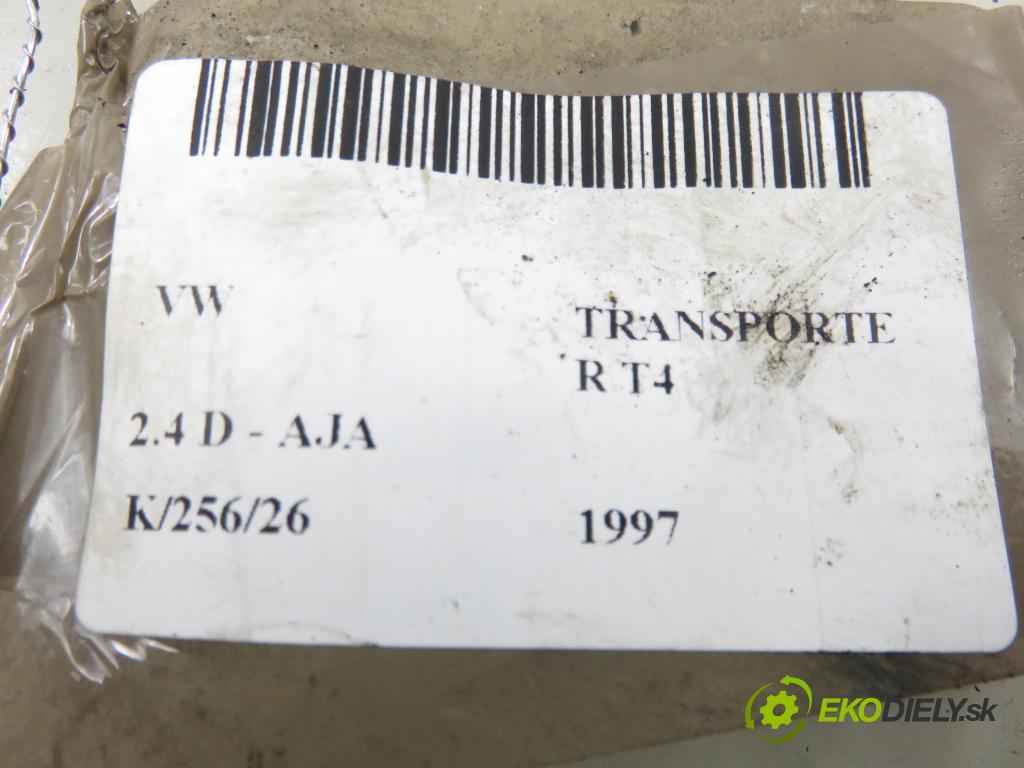 VW
TRANSPORTE
R T4
2.4 D - AJA
K/256/26
1997
EKODIELY.sk